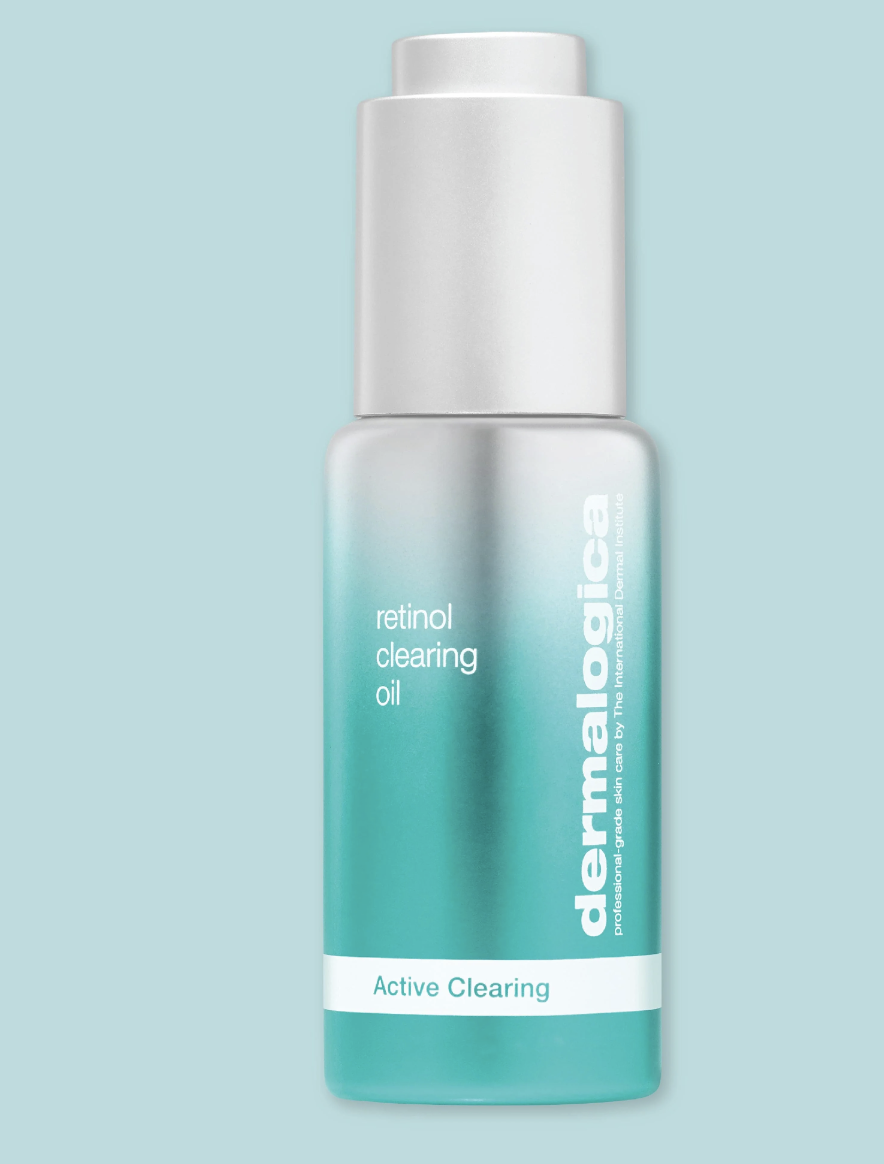 retinol
clearing
oil
dermalogica
professional-grade skin care by The International Dermal Institute
Active Clearing